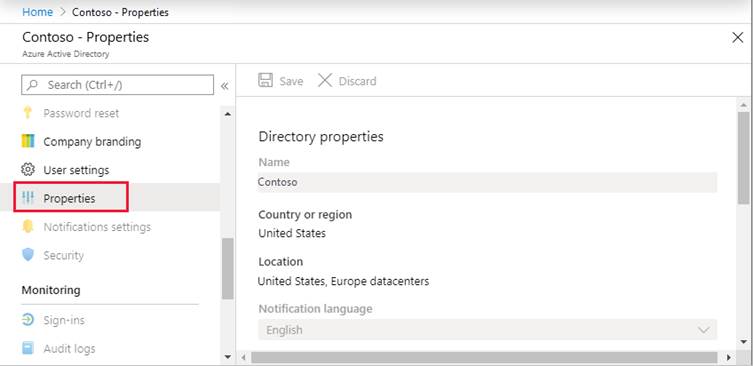 Home > Contoso - Properties
Contoso - Properties
Azure Active Directory
Search (Ctrl+/)
«
Password reset
Company branding
User settings
Properties
Notifications settings
Security
Monitoring
Sign-ins
Audit logs
Save Discard
Directory properties
Name
Contoso
Country or region
United States
Location
United States, Europe datacenters
Notification language
English